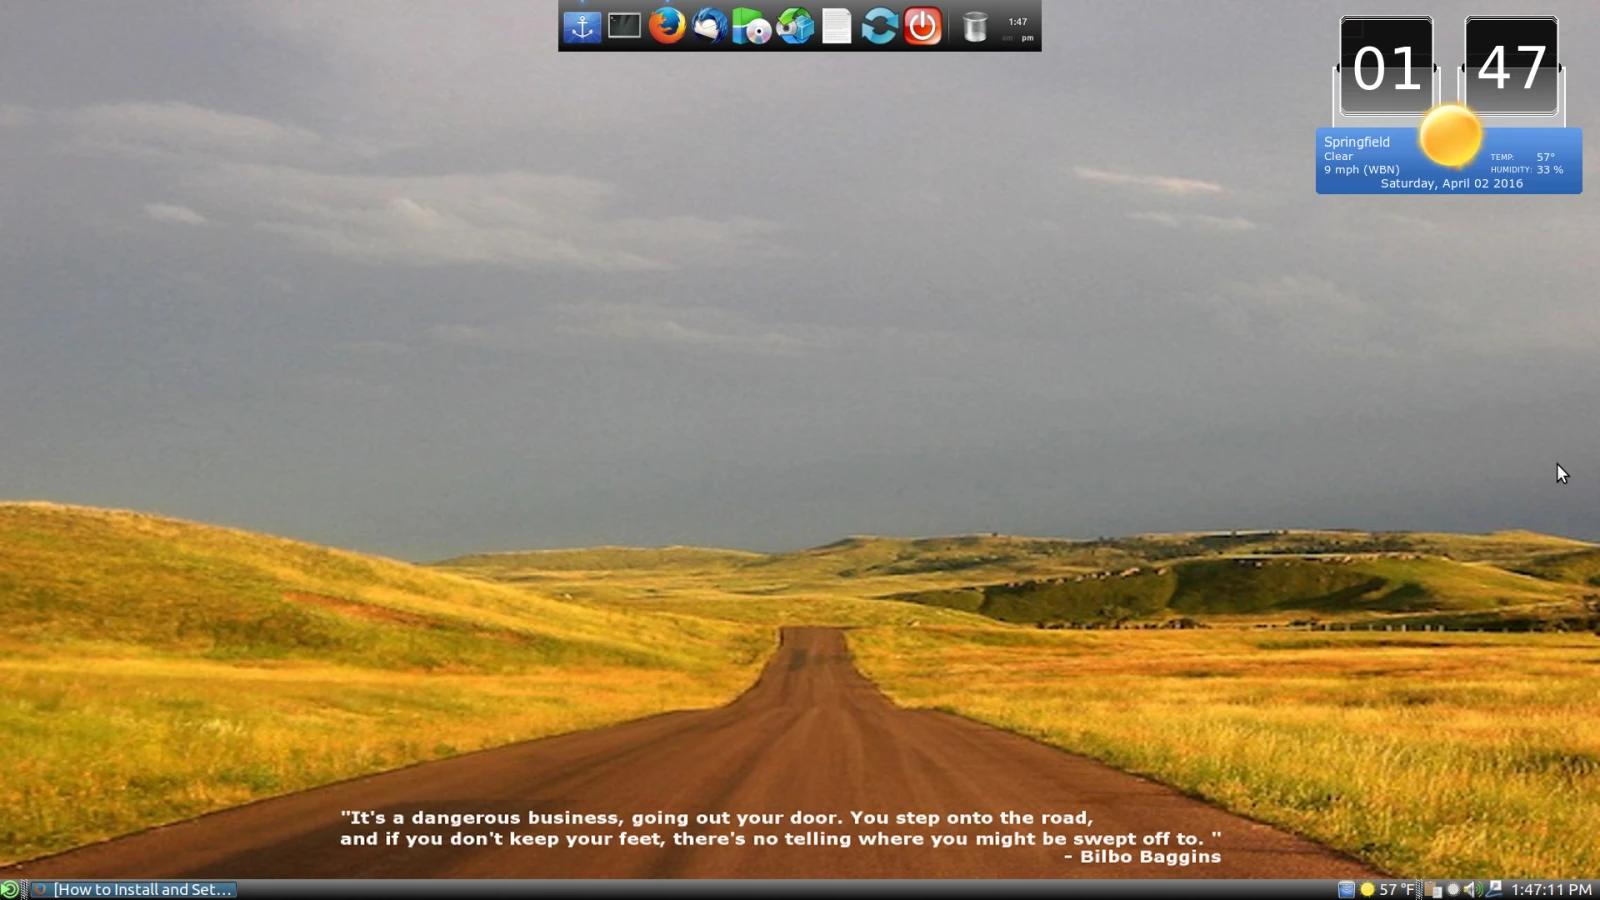 1:47
am pm
01 47
Springfield
Clear
9 mph (WBN)
TEMP: 57°
HUMIDITY: 33 %
Saturday, April 02 2016
"It's a dangerous business, going out your door. You step onto the road,
and if you don't keep your feet, there's no telling where you might be swept off to. "
- Bilbo Baggins
[How to Install and Set...
57 °F
1:47:11 PM